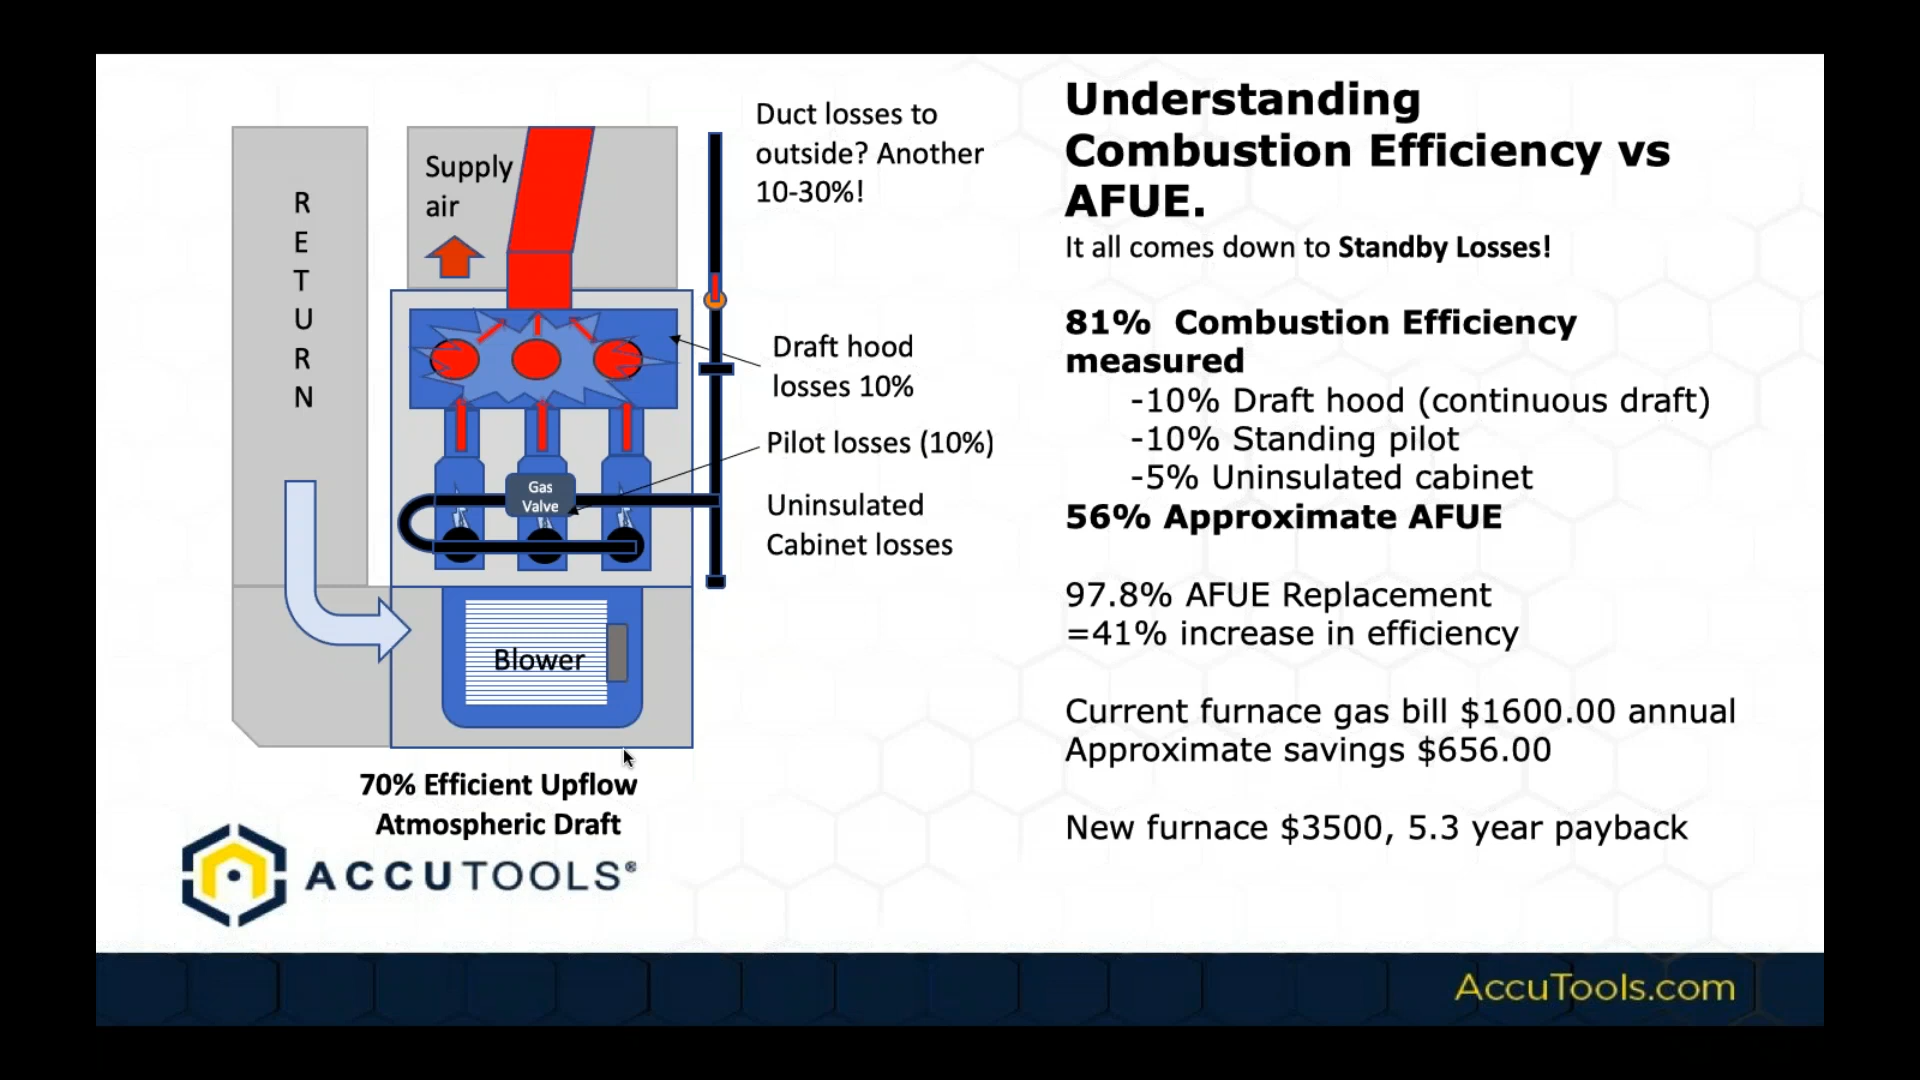 Understanding
Combustion Efficiency vs
AFUE.
It all comes down to Standby Losses!
81% Combustion Efficiency
measured
-10% Draft hood (continuous draft)
-10% Standing pilot
-5% Uninsulated cabinet
56% Approximate AFUE
97.8% AFUE Replacement
=41% increase in efficiency
Current furnace gas bill $1600.00 annual
Approximate savings $656.00
New furnace $3500, 5.3 year payback
RETURN
Supply
air
Duct losses to
outside? Another
10-30%!
Draft hood
losses 10%
Pilot losses (10%)
Uninsulated
Cabinet losses
Gas
Valve
Blower
70% Efficient Upflow
Atmospheric Draft
ACCUTOOLS®
AccuTools.com